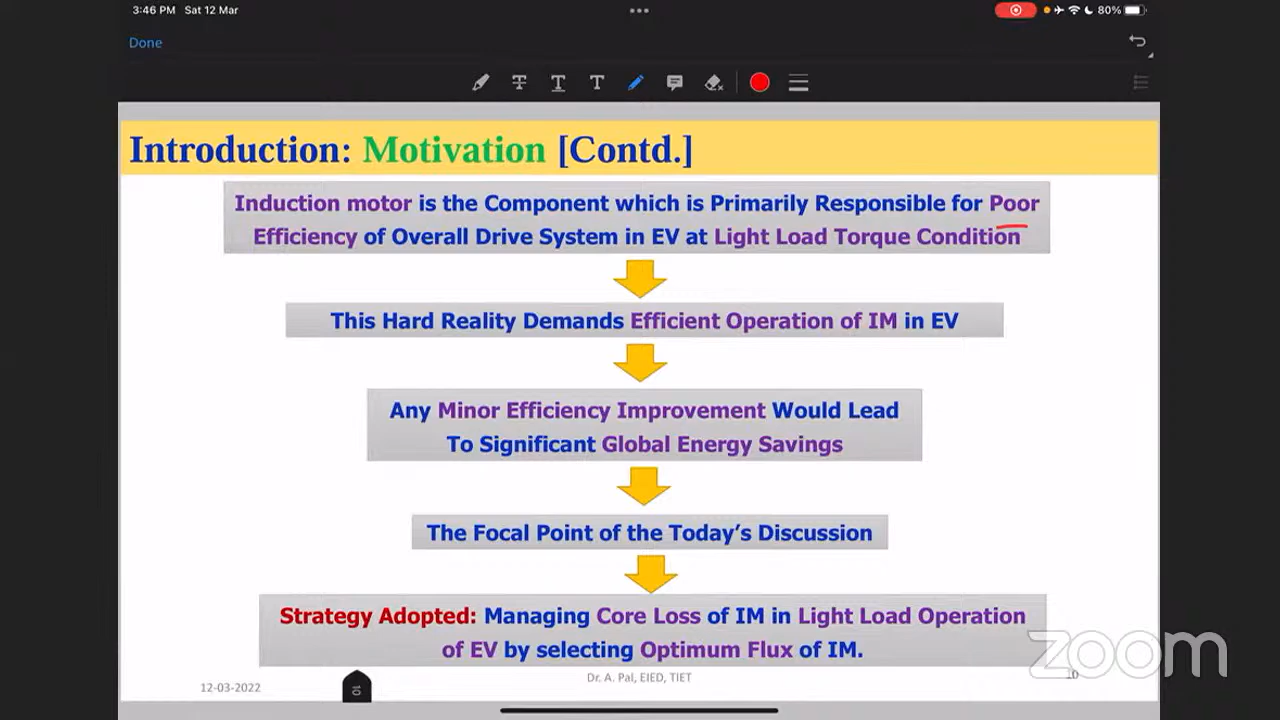 3:46 PM Sat 12 Mar
80%
Done
T T T
Introduction: Motivation [Contd.]
Induction motor is the Component which is Primarily Responsible for Poor
Efficiency of Overall Drive System in EV at Light Load Torque Condition
This Hard Reality Demands Efficient Operation of IM in EV
Any Minor Efficiency Improvement Would Lead
To Significant Global Energy Savings
The Focal Point of the Today's Discussion
Strategy Adopted: Managing Core Loss of IM in Light Load Operation
of EV by selecting Optimum Flux of IM.
zoom
12-03-2022
10
Dr. A. Pal, EIED, TIET
10